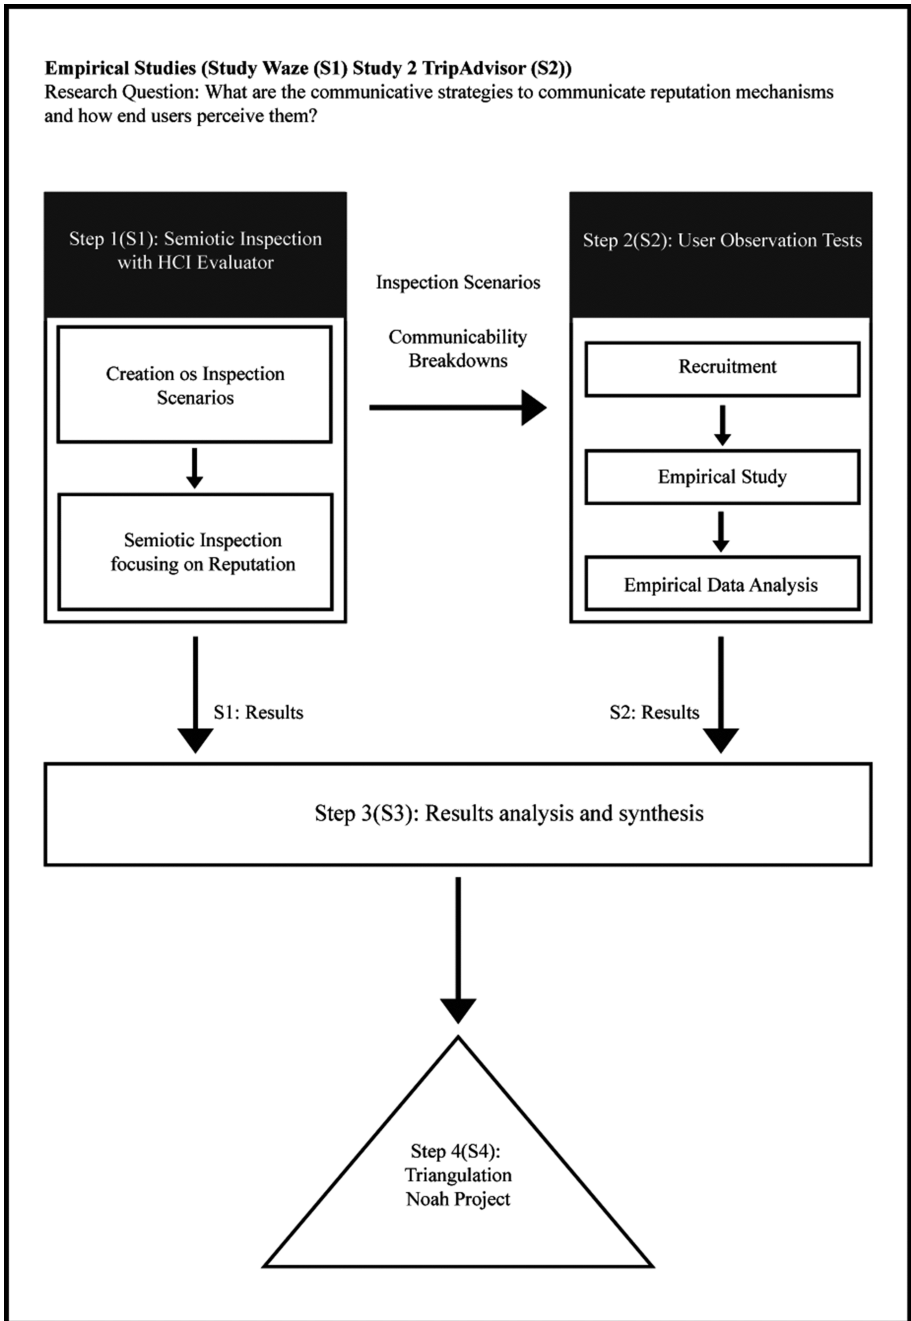 Empirical Studies (Study Waze (S1) Study 2 TripAdvisor (S2))
Research Question: What are the communicative strategies to communicate reputation mechanisms
and how end users perceive them?
Step 1(S1): Semiotic Inspection
with HCI Evaluator
Creation os Inspection
Scenarios
Semiotic Inspection
focusing on Reputation
Inspection Scenarios
Communicability
Breakdowns
Step 2(S2): User Observation Tests
Recruitment
Empirical Study
Empirical Data Analysis
S1: Results
S2: Results
Step 3(S3): Results analysis and synthesis
Step 4(S4):
Triangulation
Noah Project